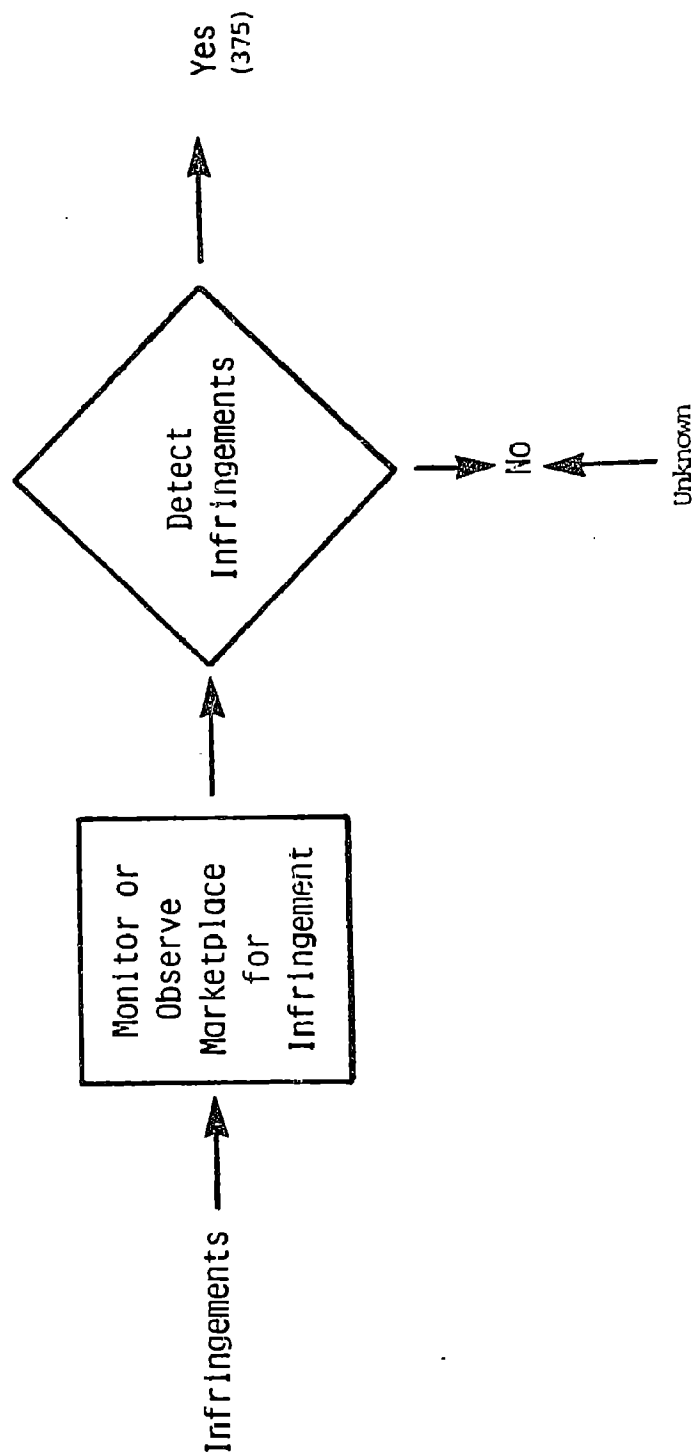 Infringements
Monitor or
Observe
Marketplace
for
Infringement
Detect
Infringements
Yes
(375)
No
Unknown